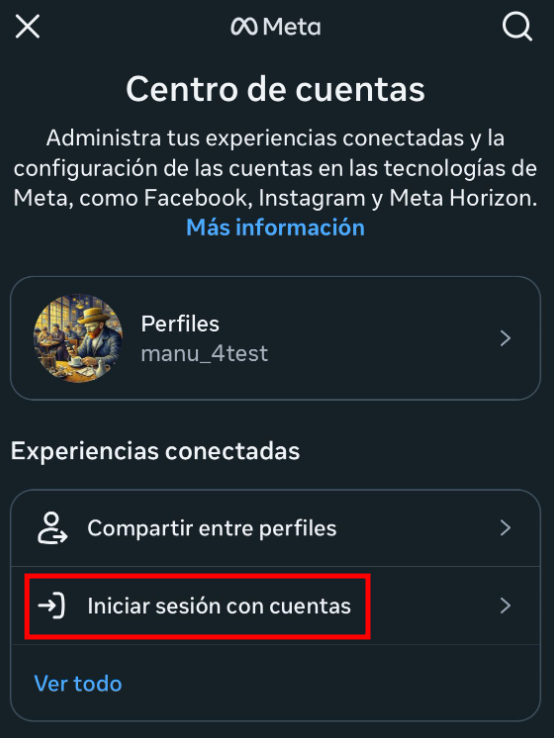 Meta
Centro de cuentas
Administra tus experiencias conectadas y la
configuración de las cuentas en las tecnologías de
Meta, como Facebook, Instagram y Meta Horizon.
Más información
Perfiles
manu_4test
Experiencias conectadas
Compartir entre perfiles
Iniciar sesión con cuentas
Ver todo